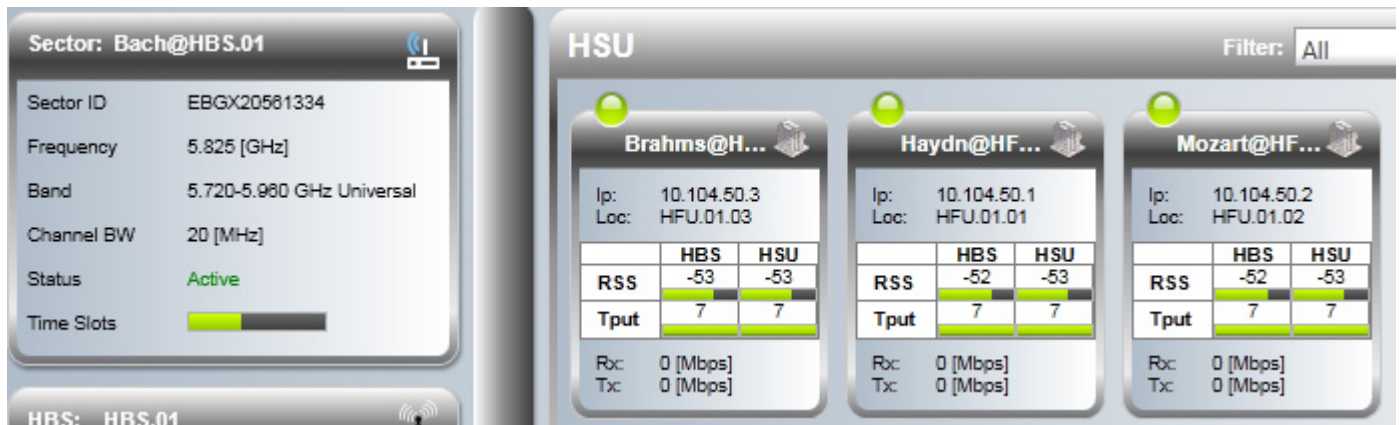 Sector: Bach@HBS.01
Sector ID EBGX20561334
Frequency 5.825 [GHz]
Band 5.720-5.960 GHz Universal
Channel BW 20 [MHz]
Status Active
Time Slots
HBS: HBS.01
HSU Filter: All
Brahms@H...
Ip: 10.104.50.3
Loc: HFU.01.03
HBS HSU
RSS -53 -53
Tput 7 7
Rx: 0 [Mbps]
Tx: 0 [Mbps]
Haydn@HF...
Ip: 10.104.50.1
Loc: HFU.01.01
HBS HSU
RSS -52 -53
Tput 7 7
Rx: 0 [Mbps]
Tx: 0 [Mbps]
Mozart@HF...
Ip: 10.104.50.2
Loc: HFU.01.02
HBS HSU
RSS -52 -53
Tput 7 7
Rx: 0 [Mbps]
Tx: 0 [Mbps]